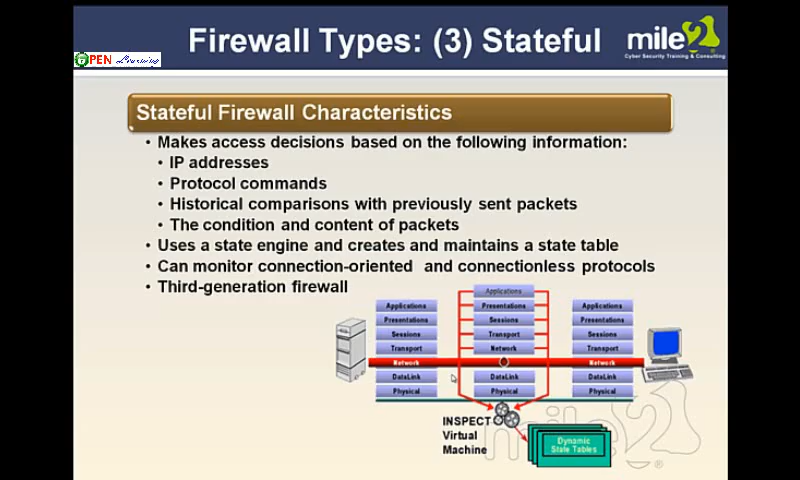 Firewall Types: (3) Stateful
mile2
Cyber Security Training & Consulting
OPEN Learning
Stateful Firewall Characteristics
• Makes access decisions based on the following information:
• IP addresses
• Protocol commands
• Historical comparisons with previously sent packets
• The condition and content of packets
• Uses a state engine and creates and maintains a state table
• Can monitor connection-oriented and connectionless protocols
• Third-generation firewall
Applications
Presentations
Sessions
Transport
Network
DataLink
Physical
Applications
Presentations
Sessions
Transport
Network
DataLink
Physical
Applications
Presentations
Sessions
Transport
Network
DataLink
Physical
INSPECT
Virtual
Machine
Dynamic
State Tables
mile2